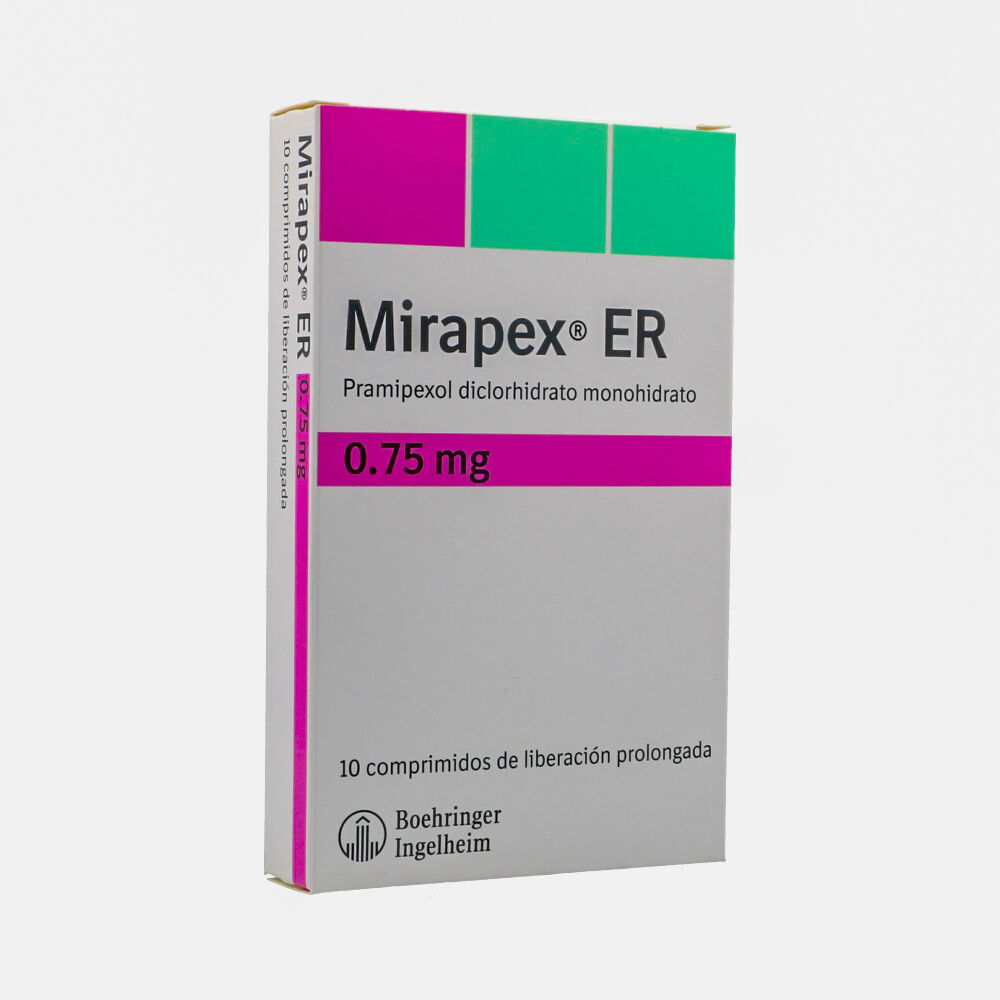 Mirapex® ER 0.75 mg
10 comprimidos de liberación prolongada
Mirapex® ER
Pramipexol diclorhidrato monohidrato
0.75 mg
10 comprimidos de liberación prolongada
Boehringer
Ingelheim